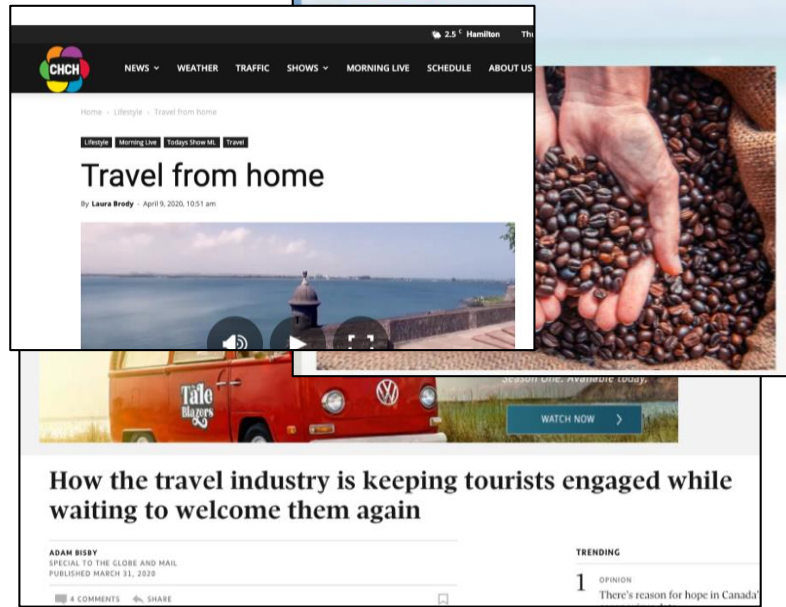 2.5 C Hamilton
CHCH
NEWS WEATHER TRAFFIC SHOWS MORNING LIVE SCHEDULE ABOUT US
Home › Lifestyle › Travel from home
Lifestyle Morning Live Todays Show ML Travel
Travel from home
By Laura Brody - April 9, 2020, 10:51 am
Season One. Available today.
Tale
Blazers
WATCH NOW
How the travel industry is keeping tourists engaged while
waiting to welcome them again
ADAM BISBY
SPECIAL TO THE GLOBE AND MAIL
PUBLISHED MARCH 31, 2020
4 COMMENTS SHARE
TRENDING
1 OPINION
There's reason for hope in Canada'